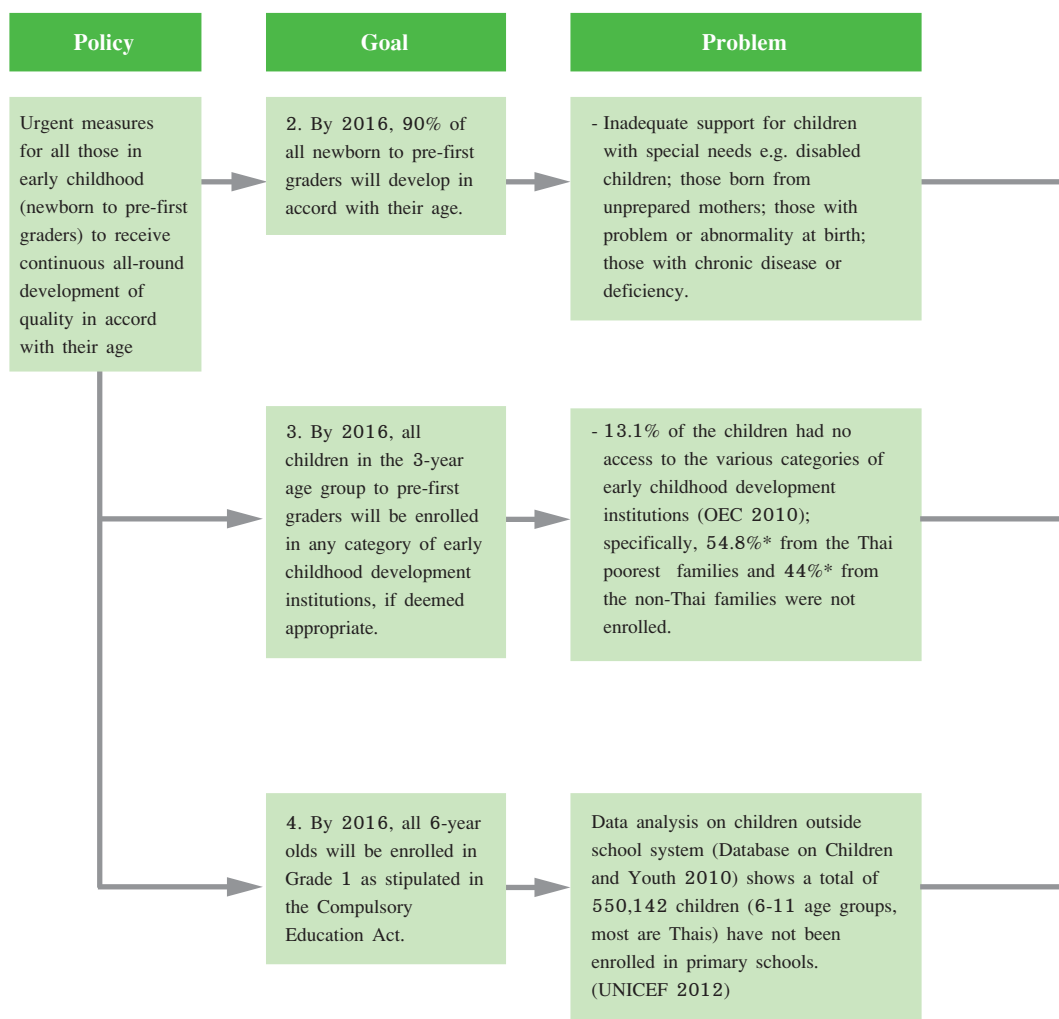 Policy
Goal
Problem
Urgent measures
for all those in
early childhood
(newborn to pre-first
graders) to receive
continuous all-round
development of
quality in accord
with their age
2. By 2016, 90% of
all newborn to pre-first
graders will develop in
accord with their age.
- Inadequate support for children
with special needs e.g. disabled
children; those born from
unprepared mothers; those with
problem or abnormality at birth;
those with chronic disease or
deficiency.
3. By 2016, all
children in the 3-year
age group to pre-first
graders will be enrolled
in any category of early
childhood development
institutions, if deemed
appropriate.
- 13.1% of the children had no
access to the various categories of
early childhood development
institutions (OEC 2010);
specifically, 54.8%* from the Thai
poorest families and 44%* from
the non-Thai families were not
enrolled.
4. By 2016, all 6-year
olds will be enrolled in
Grade 1 as stipulated in
the Compulsory
Education Act.
Data analysis on children outside
school system (Database on Children
and Youth 2010) shows a total of
550,142 children (6-11 age groups,
most are Thais) have not been
enrolled in primary schools.
(UNICEF 2012)